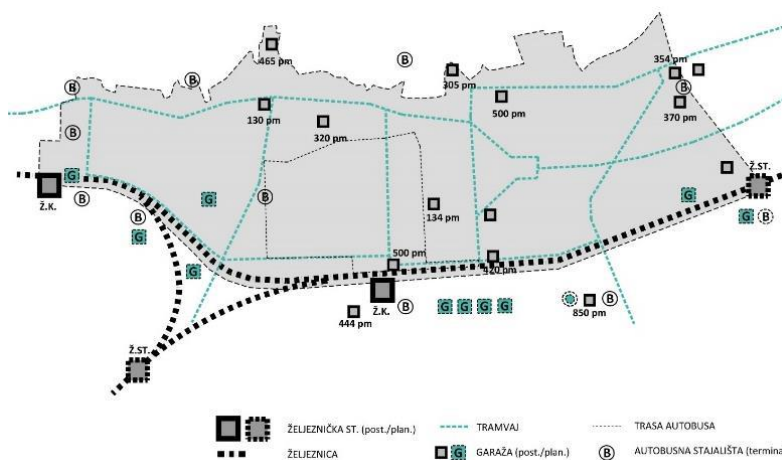 B
B
465 pm
B
B
305 pm
354 pm
B
130 pm
320 pm
500 pm
370 pm
B
G
Ž.K.
B
G
B
B
G
134 pm
G
G
Ž.ST.
G
B
500 pm
420 pm
Ž.K.
B
444 pm
G
G
G
G
B
850 pm
Ž.ST.
ŽELJEZNIČKA ST. (post./plan.)
TRAMVAJ
TRASA AUTOBUSA
ŽELJEZNICA
G
GARAŽA (post./plan.)
B
AUTOBUSNA STAJALIŠTA (termina